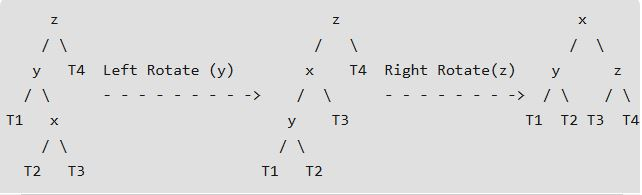 z z x
/ \ / \ / \
y T4 Left Rotate (y) x T4 Right Rotate(z) y z
/ \ - - - - - - - - -> / \ - - - - - - - -> / \ / \
T1 x y T3 T1 T2 T3 T4
/ \ / \
T2 T3 T1 T2